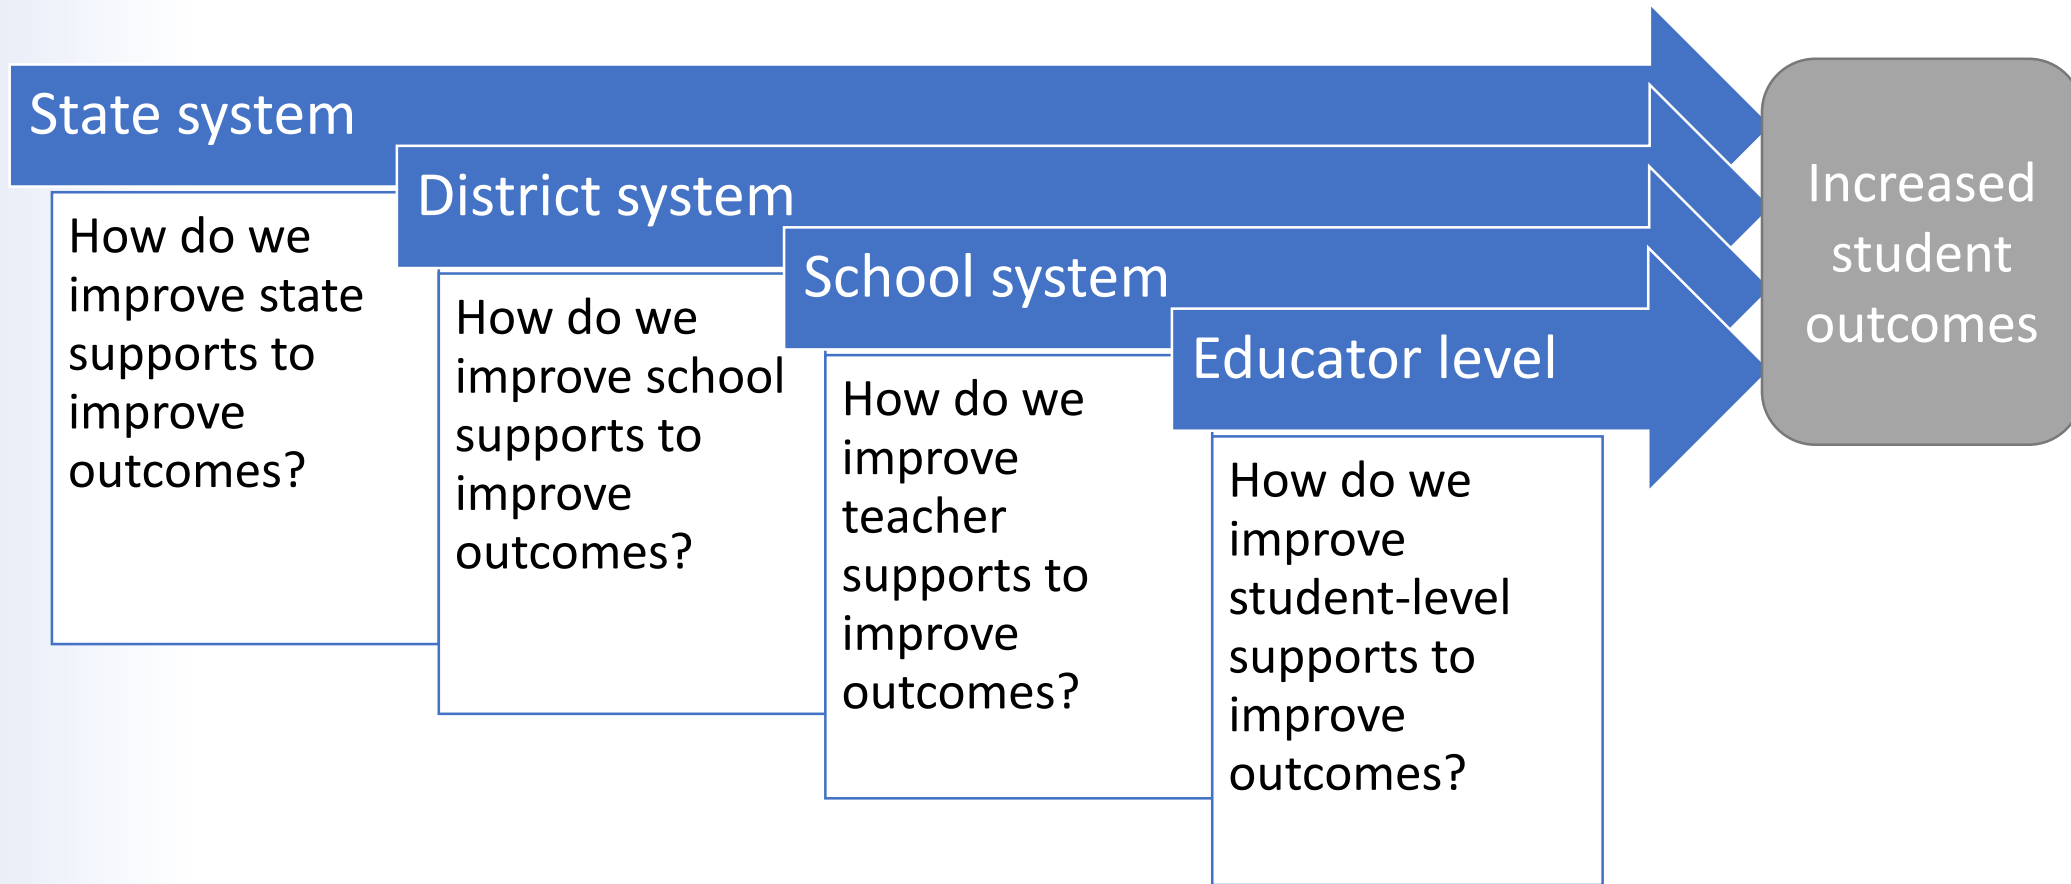 State system
How do we
improve state
supports to
improve
outcomes?
District system
How do we
improve school
supports to
improve
outcomes?
School system
How do we
improve
teacher
supports to
improve
outcomes?
Educator level
How do we
improve
student-level
supports to
improve
outcomes?
Increased
student
outcomes